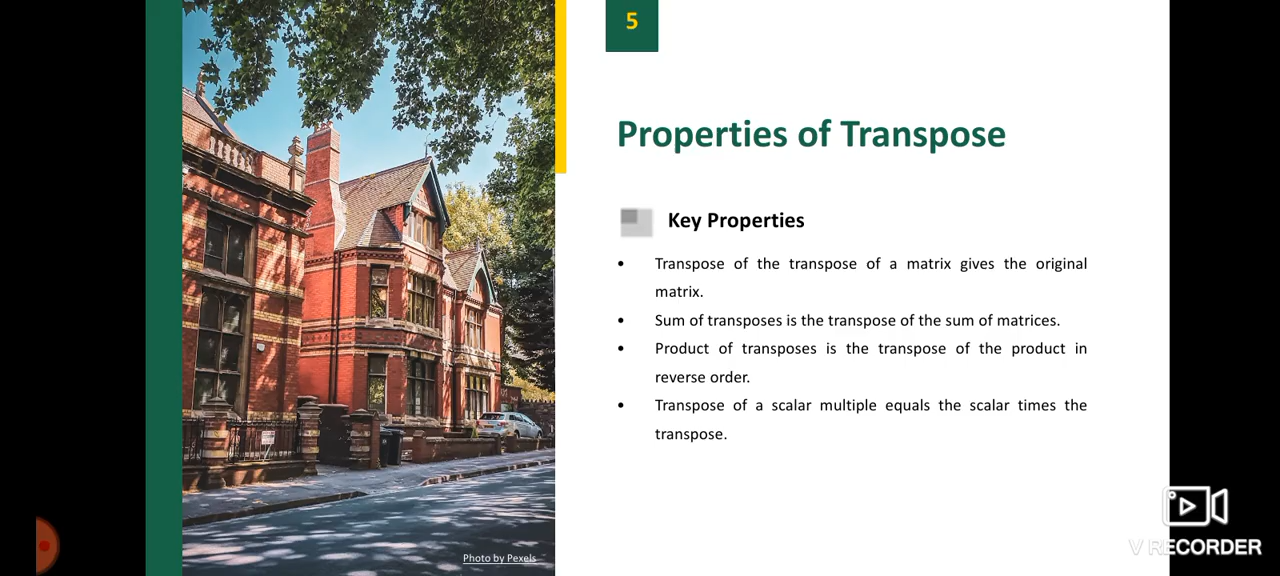 5
Properties of Transpose
Key Properties
• Transpose of the transpose of a matrix gives the original
matrix.
• Sum of transposes is the transpose of the sum of matrices.
• Product of transposes is the transpose of the product in
reverse order.
• Transpose of a scalar multiple equals the scalar times the
transpose.
Photo by Pexels
V RECORDER